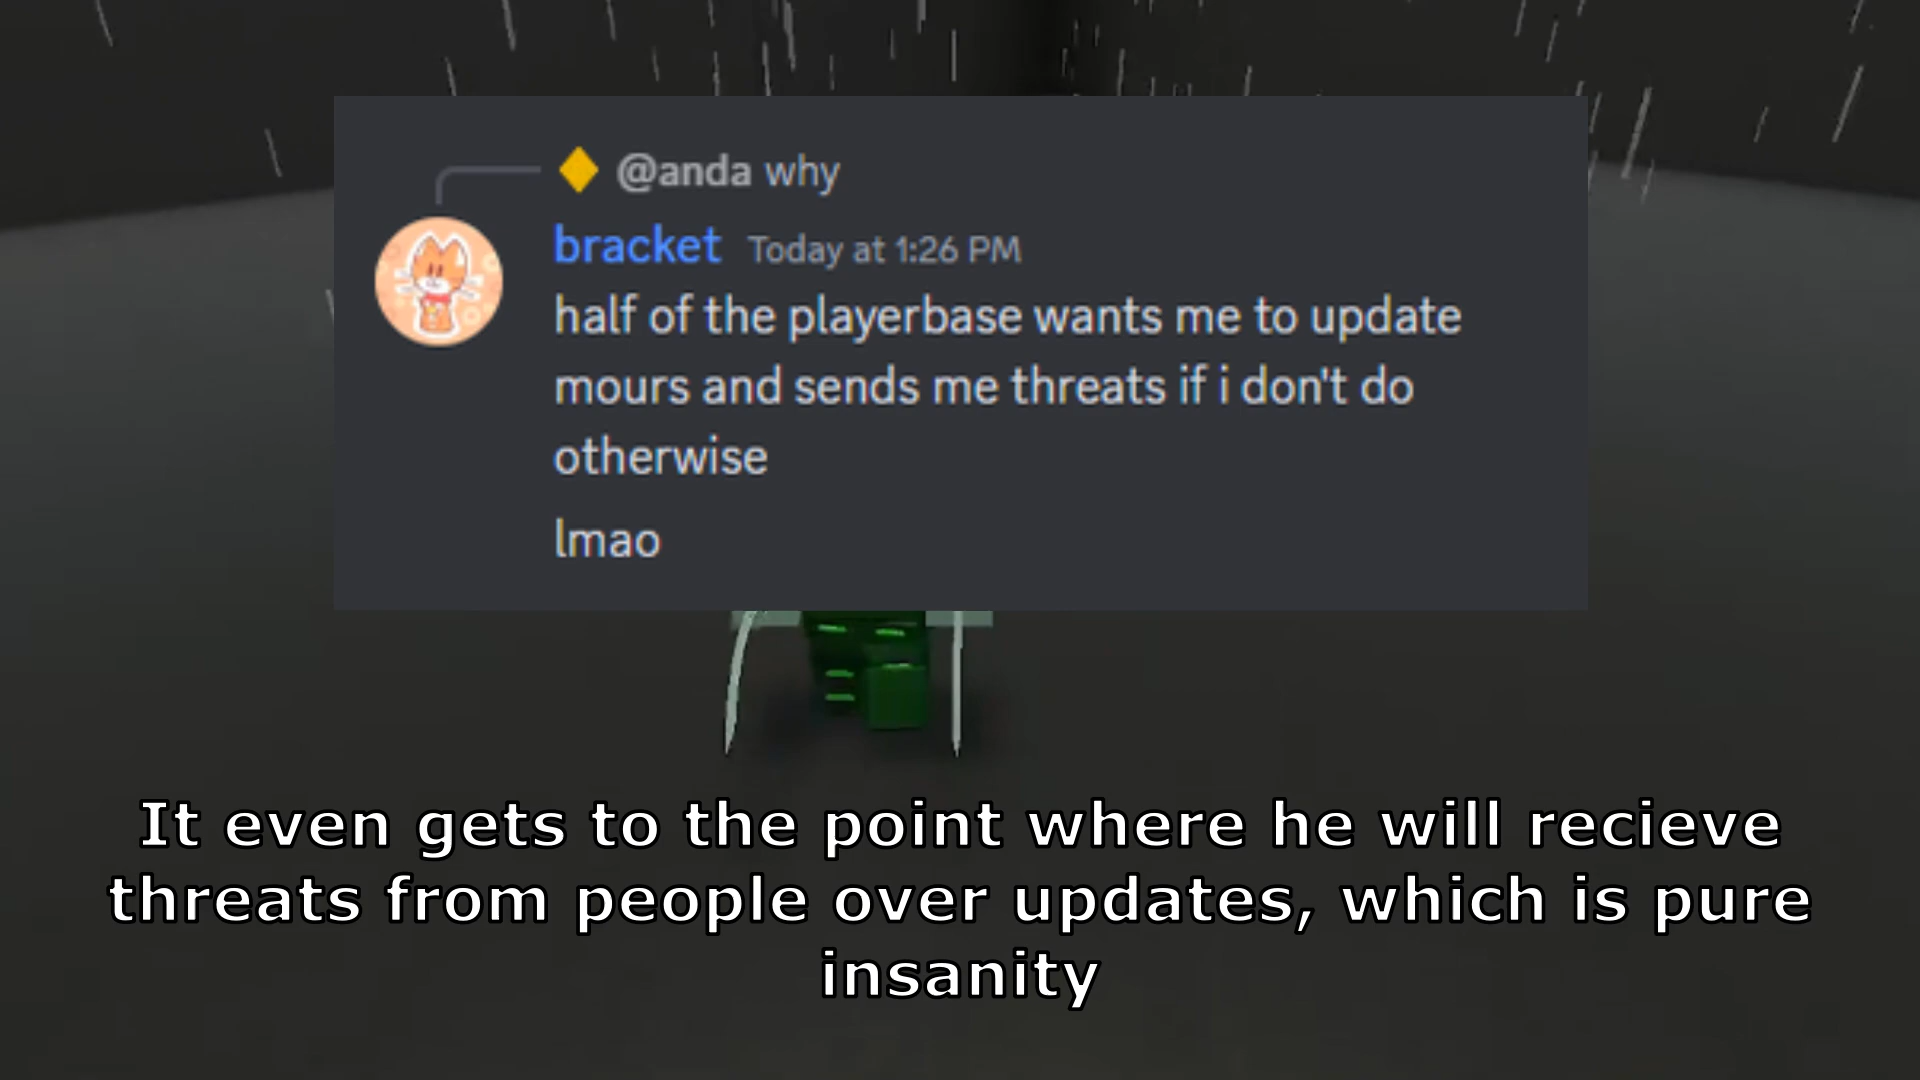 @anda why
bracket Today at 1:26 PM
half of the playerbase wants me to update
mours and sends me threats if i don't do
otherwise
lmao
It even gets to the point where he will recieve
threats from people over updates, which is pure
insanity